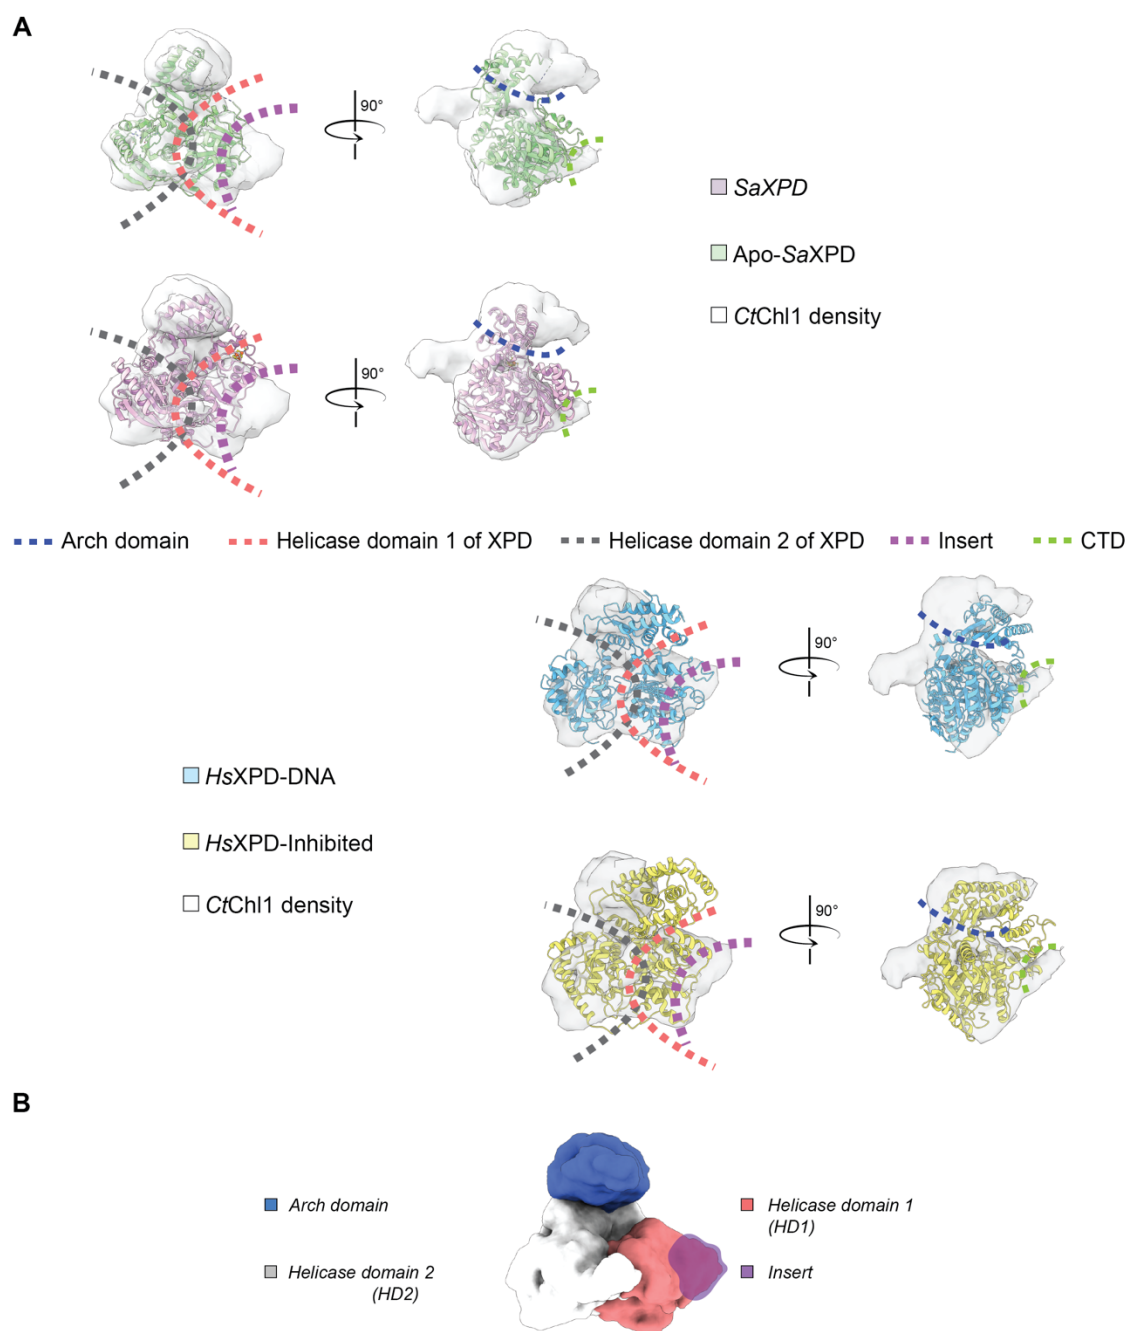 A
90°
90°
SaXPD
Apo-SaXPD
CtChl1 density
90°
90°
Arch domain
Helicase domain 1 of XPD
Helicase domain 2 of XPD
Insert
CTD
90°
HsXPD-DNA
HsXPD-Inhibited
CtChl1 density
90°
B
Arch domain
Helicase domain 1
(HD1)
Helicase domain 2
(HD2)
Insert